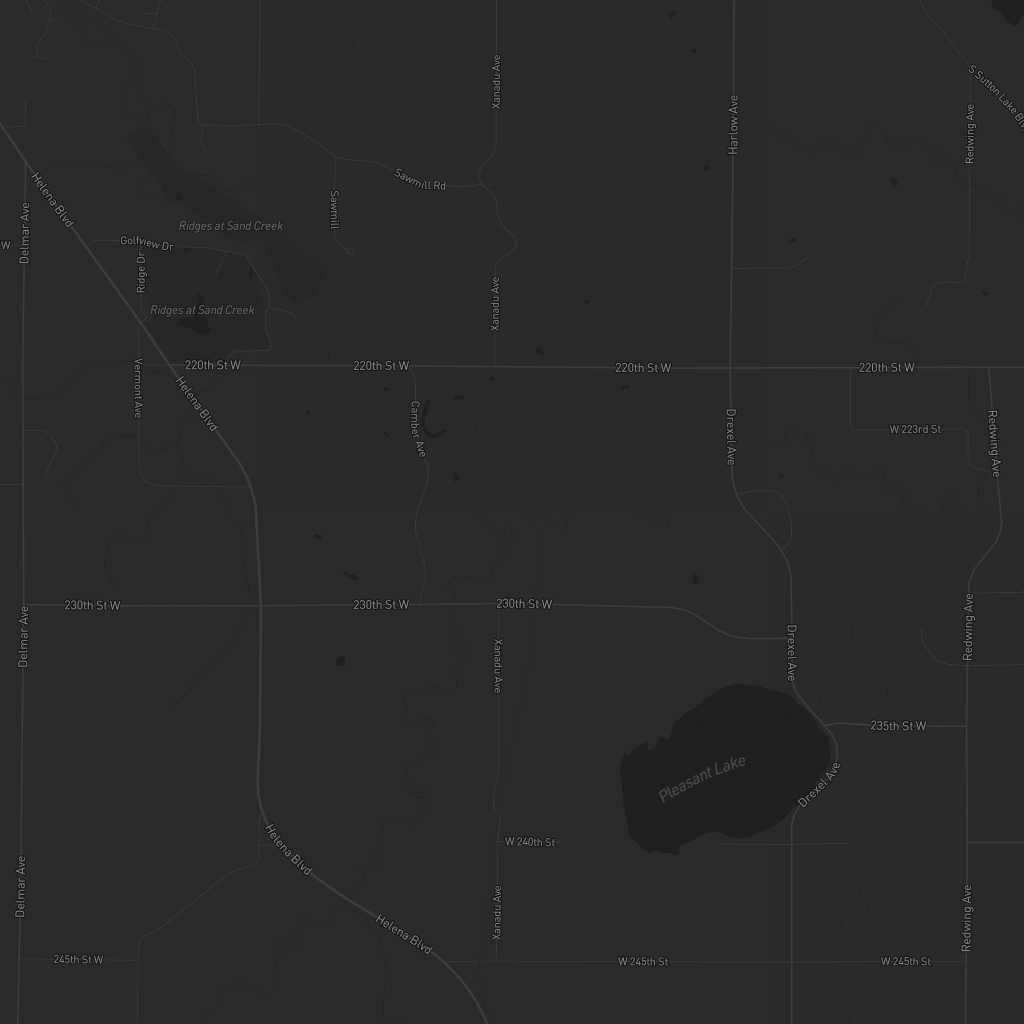 Xanadu Ave
Harlow Ave
S Sutton Lake Blv
Redwing Ave
Helena Blvd
Sawmill Rd
Sawmill
Delmar Ave
W
Golfview Dr
Ridges at Sand Creek
Ridge Dr
Ridges at Sand Creek
Xanadu Ave
220th St W
220th St W
220th St W
220th St W
Vermont Ave
Helena Blvd
Camber Ave
Drexel Ave
W 223rd St
Redwing Ave
230th St W
230th St W
230th St W
Delmar Ave
Xanadu Ave
Drexel Ave
Redwing Ave
235th St W
Pleasant Lake
Drexel Ave
Helena Blvd
W 240th St
Delmar Ave
Xanadu Ave
Helena Blvd
Redwing Ave
245th St W
W 245th St
W 245th St